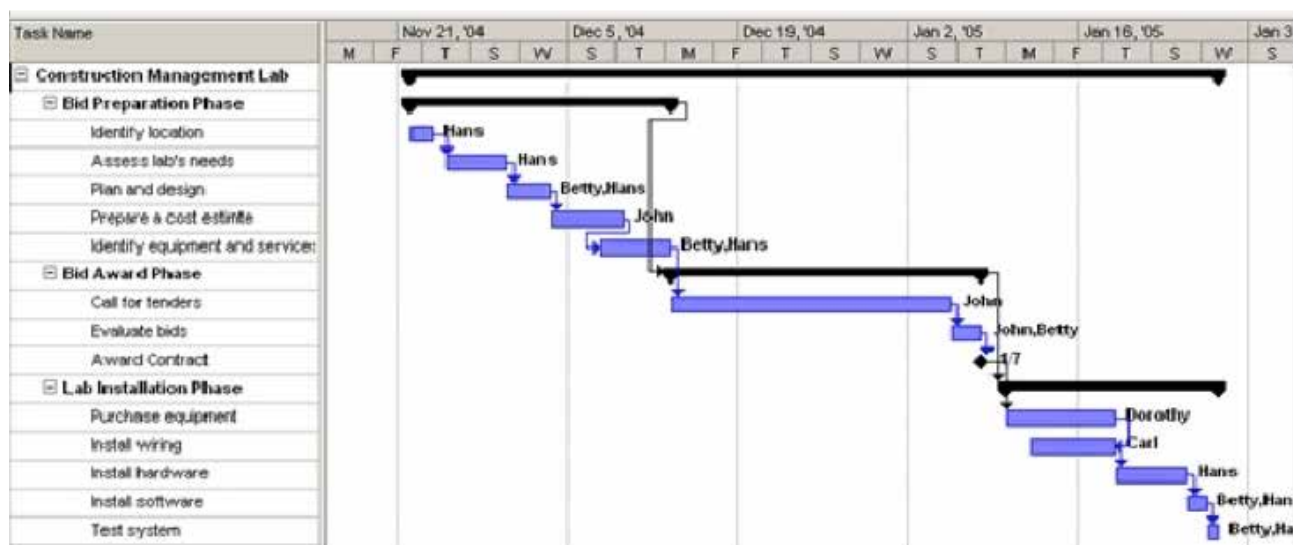 Task Name
Nov 21, '04 Dec 5, '04 Dec 19, '04 Jan 2, '05 Jan 16, '05 Jan 3
M F T S W S T M F T S W S T M F T S W S
Construction Management Lab
Bid Preparation Phase
Identify location Hans
Assess lab's needs Hans
Plan and design Betty,Hans
Prepare a cost estimte John
Identify equipment and services Betty,Hans
Bid Award Phase
Call for tenders John
Evaluate bids John,Betty
Award Contract 1/7
Lab Installation Phase
Purchase equipment Dorothy
Install wiring Carl
Install hardware Hans
Install software Betty,Han
Test system Betty,Ha